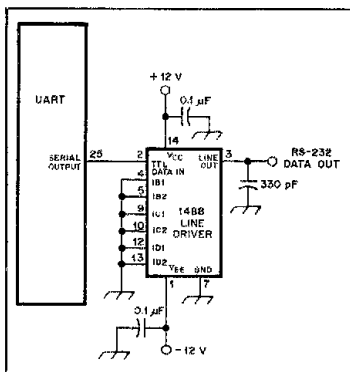 +12 V
0.1 µF
UART
14
VCC
SERIAL OUTPUT
25
2
TTL DATA IN
LINE OUT
3
RS-232 DATA OUT
4
IB1
5
IB2
330 pF
9
IC1
1488 LINE DRIVER
10
IC2
12
ID1
13
ID2
VEE
GND
1
7
0.1 µF
-12 V